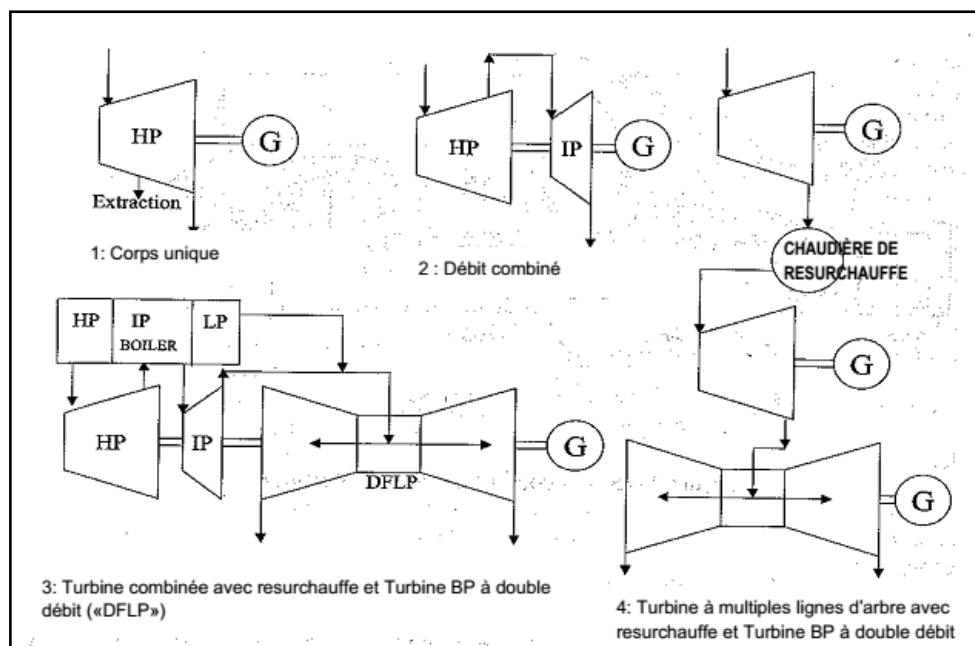 HP
G
Extraction
1: Corps unique
HP
IP
G
2 : Débit combiné
G
CHAUDIÈRE DE
RESURCHAUFFE
G
G
4: Turbine à multiples lignes d'arbre avec
resurchauffe et Turbine BP à double débit
HP
IP
LP
BOILER
HP
IP
DFLP
G
3: Turbine combinée avec resurchauffe et Turbine BP à double
débit («DFLP»)